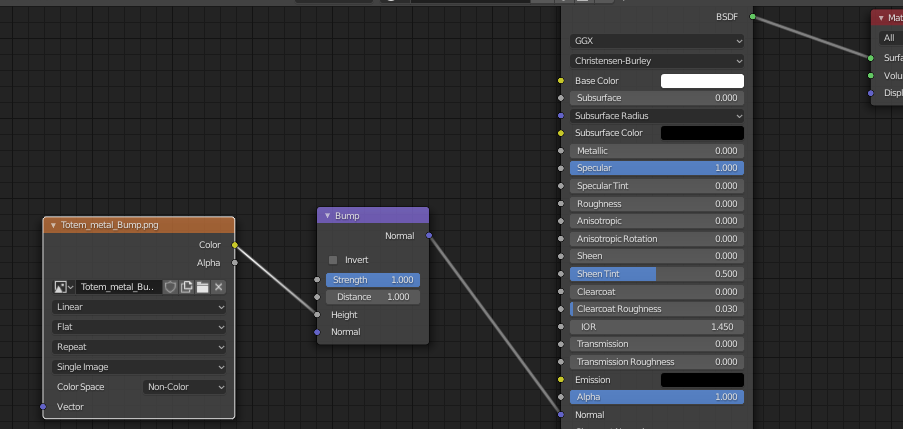 BSDF
Mat
GGX
All
Christensen-Burley
Surfa
Base Color
Volu
Subsurface 0.000
Displ
Subsurface Radius
Subsurface Color
Metallic 0.000
Specular 1.000
Specular Tint 0.000
Roughness 0.000
Anisotropic 0.000
Anisotropic Rotation 0.000
Sheen 0.000
Sheen Tint 0.500
Clearcoat 0.000
Clearcoat Roughness 0.030
IOR 1.450
Transmission 0.000
Transmission Roughness 0.000
Emission
Alpha 1.000
Normal
Bump
Normal
Invert
Strength 1.000
Distance 1.000
Height
Normal
Totem_metal_Bump.png
Color
Alpha
Totem_metal_Bu..
Linear
Flat
Repeat
Single Image
Color Space Non-Color
Vector